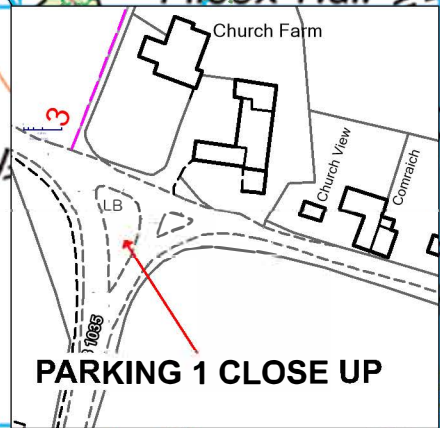 Church Farm
3
Church View
Comraich
LB
1035
PARKING 1 CLOSE UP